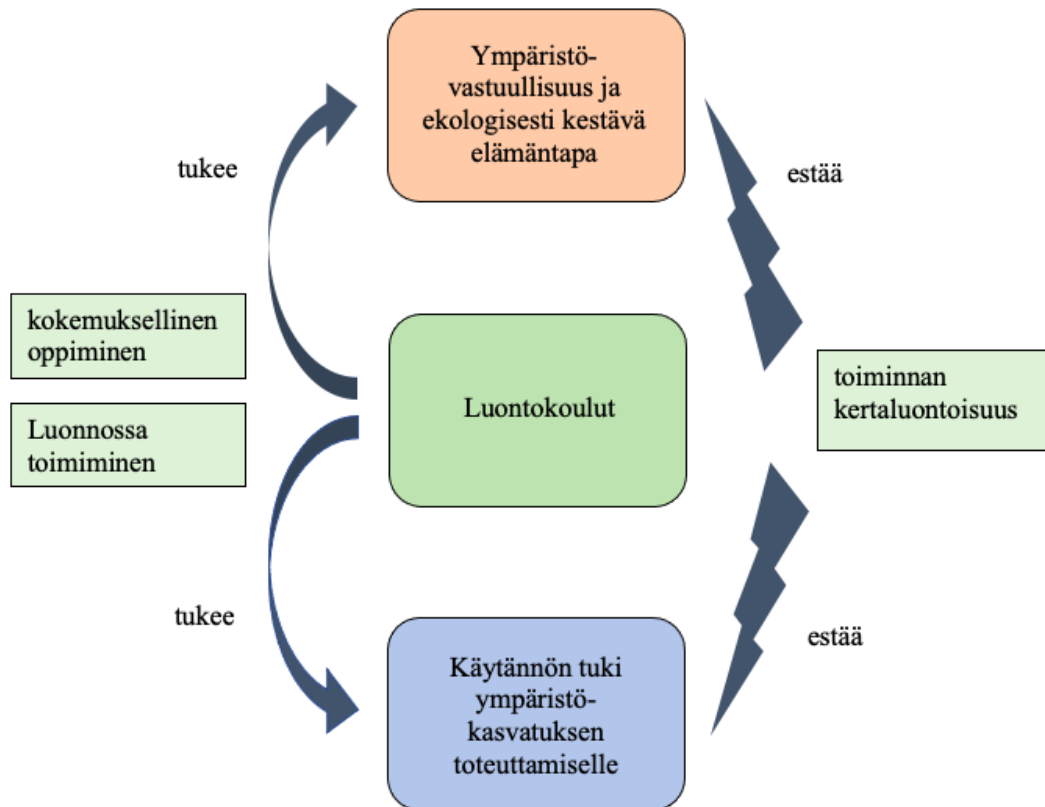 Ympäristö-
vastuullisuus ja
ekologisesti kestävä
elämäntapa
tukee
estää
kokemuksellinen
oppiminen
Luonnossa
toimiminen
Luontokoulut
toiminnan
kertaluontoisuus
tukee
estää
Käytännön tuki
ympäristö-
kasvatuksen
toteuttamiselle